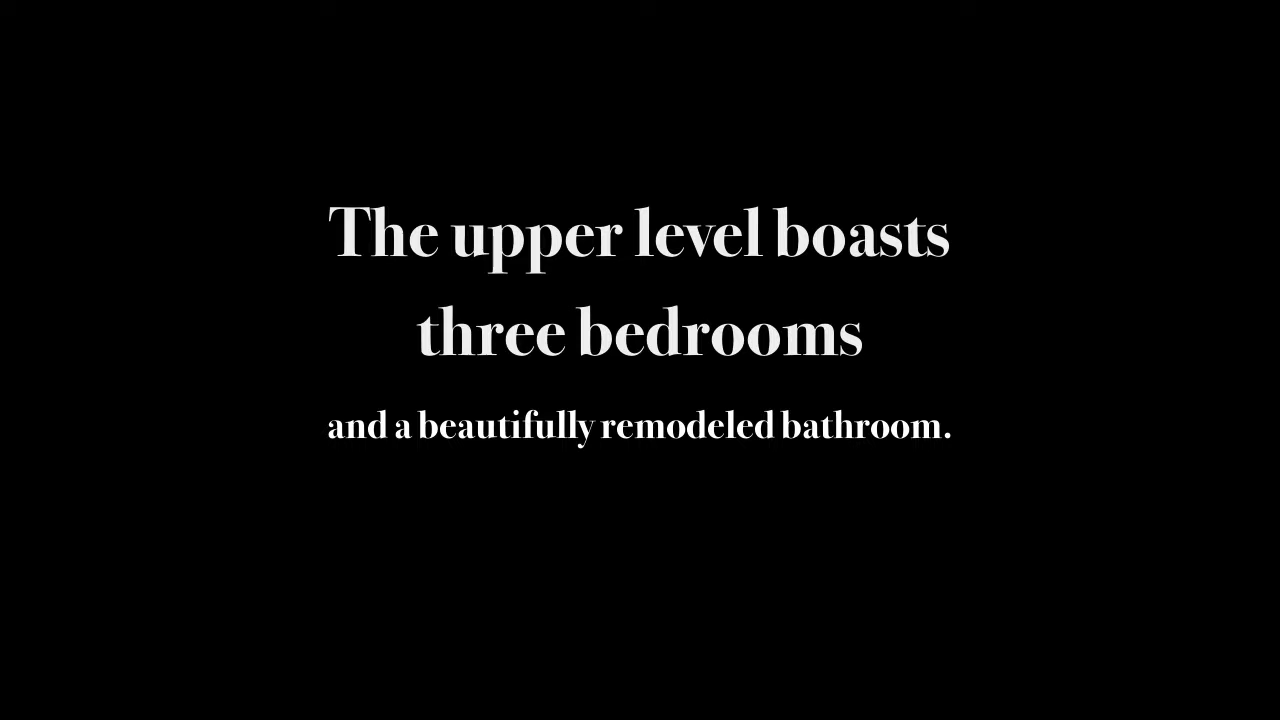 The upper level boasts
three bedrooms
and a beautifully remodeled bathroom.